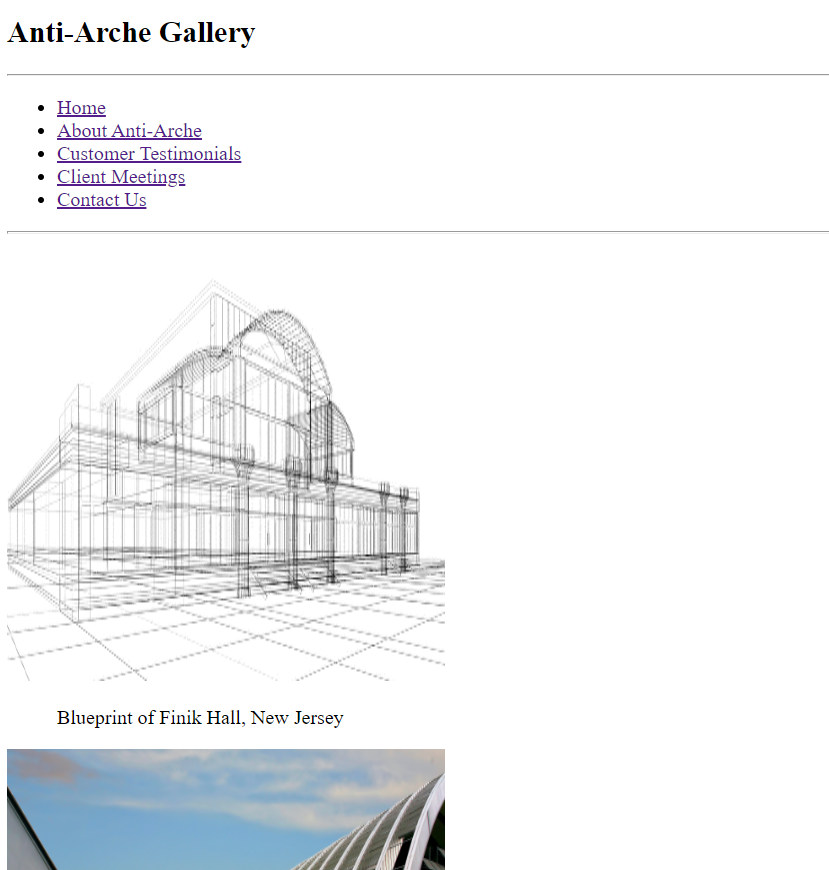 Anti-Arche Gallery
Home
About Anti-Arche
Customer Testimonials
Client Meetings
Contact Us
Blueprint of Finik Hall, New Jersey